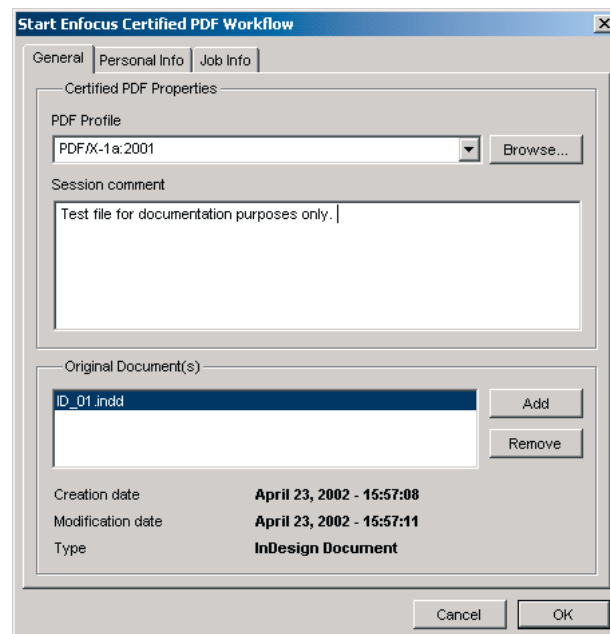 Start Enfocus Certified PDF Workflow
General Personal Info Job Info
Certified PDF Properties
PDF Profile
PDF/X-1a:2001 Browse...
Session comment
Test file for documentation purposes only.
Original Document(s)
ID_01.indd Add
Remove
Creation date April 23, 2002 - 15:57:08
Modification date April 23, 2002 - 15:57:11
Type InDesign Document
Cancel OK